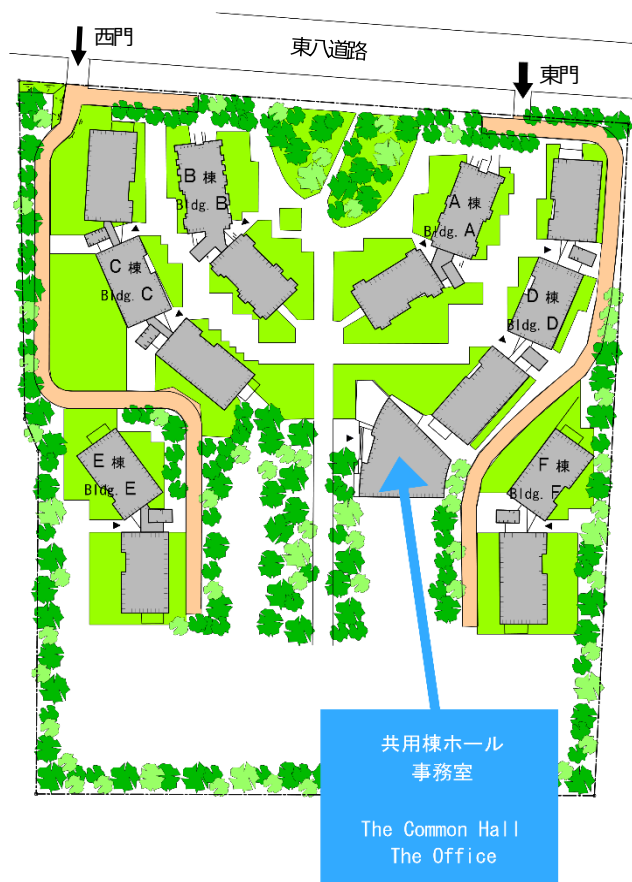 西門
東八道路
東門
B 棟
Bldg. B
A 棟
Bldg. A
C 棟
Bldg. C
D 棟
Bldg. D
E 棟
Bldg. E
F 棟
Bldg. F
共用棟ホール
事務室
The Common Hall
The Office